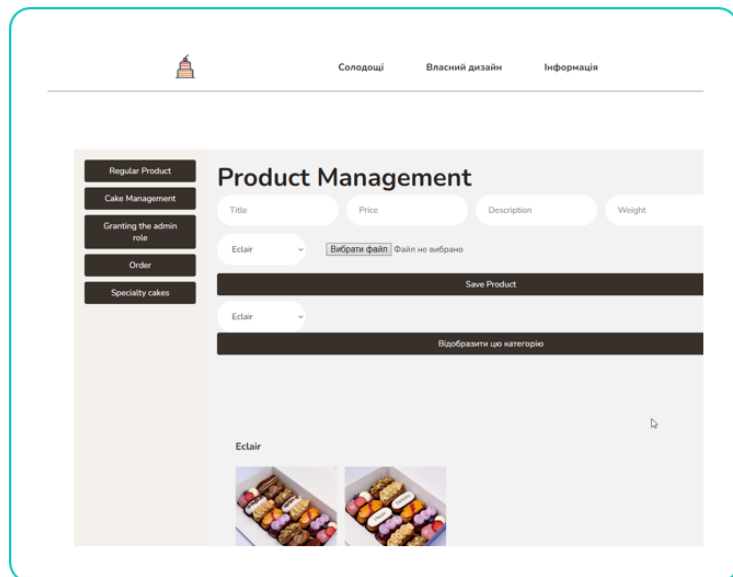 Солодощі Власний дизайн Інформація
Regular Product
Cake Management
Granting the admin
role
Order
Specialty cakes
Product Management
Title Price Description Weight
Eclair Вибрати файл Файл не вибрано
Save Product
Eclair
Відобразити цю категорію
Eclair